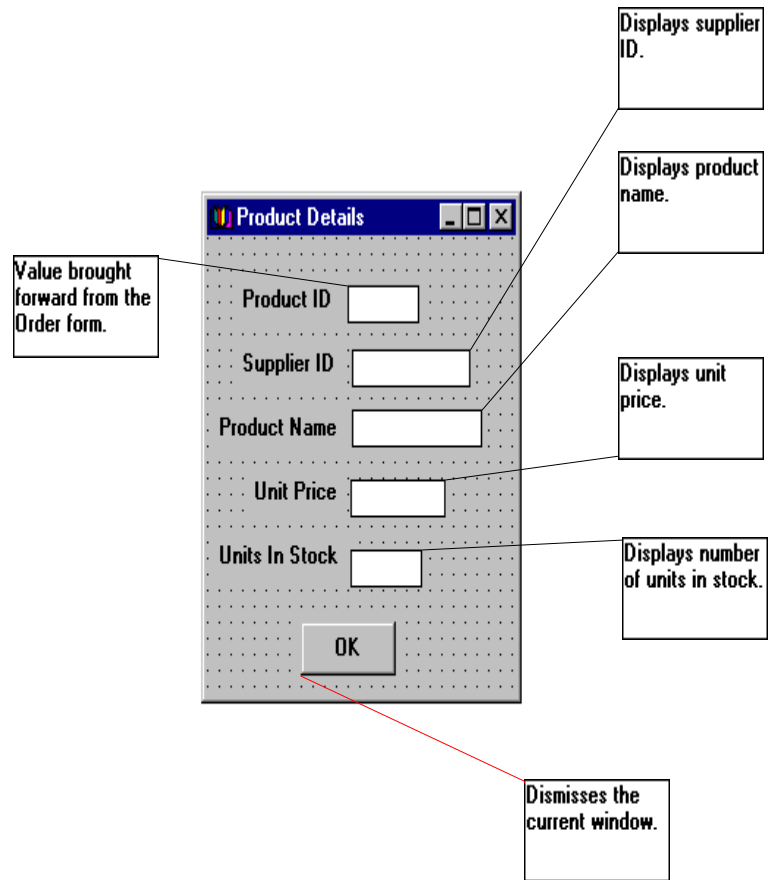 Displays supplier
ID.
Displays product
name.
Product Details
Value brought
forward from the
Order form.
Product ID
Supplier ID
Displays unit
price.
Product Name
Unit Price
Units In Stock
Displays number
of units in stock.
OK
Dismisses the
current window.